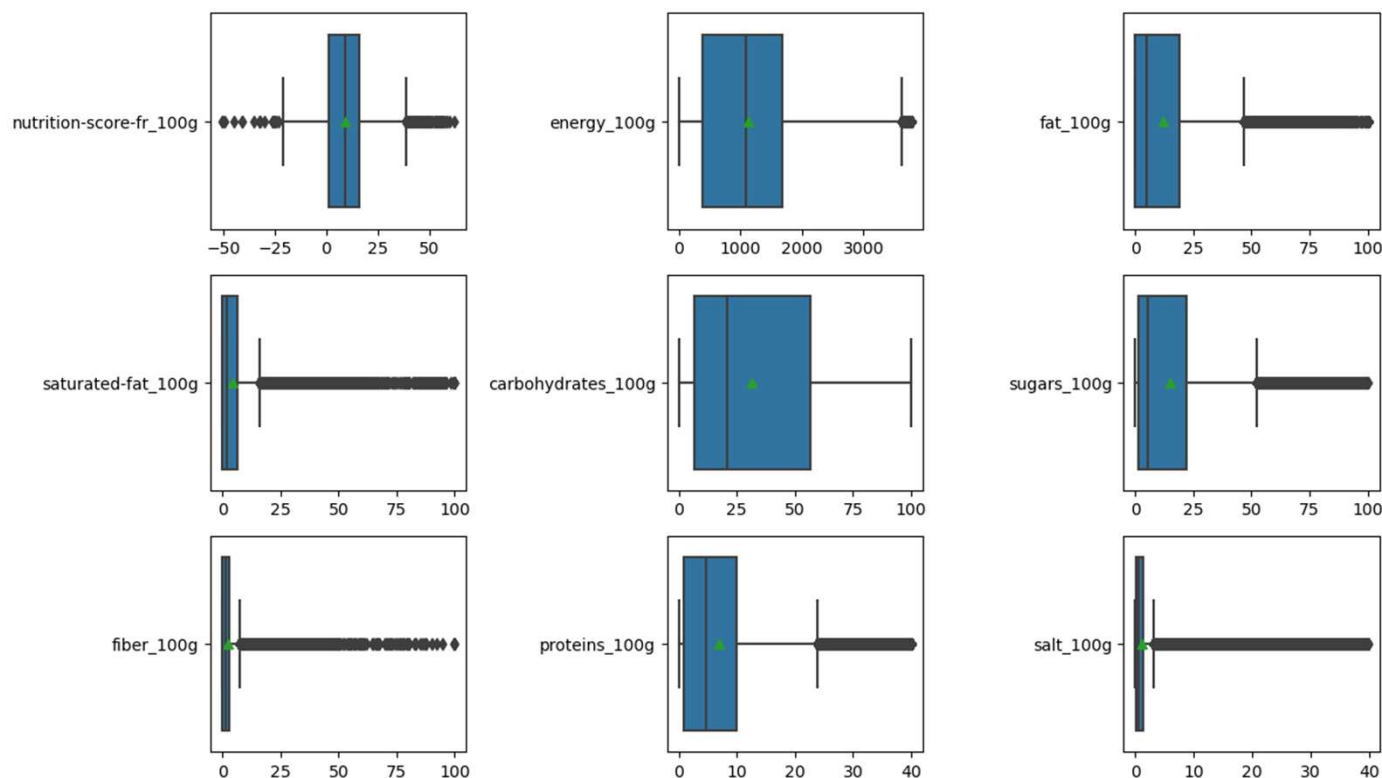 nutrition-score-fr_100g
−50 −25 0 25 50
energy_100g
0 1000 2000 3000
fat_100g
0 25 50 75 100
saturated-fat_100g
0 25 50 75 100
carbohydrates_100g
0 25 50 75 100
sugars_100g
0 25 50 75 100
fiber_100g
0 25 50 75 100
proteins_100g
0 10 20 30 40
salt_100g
0 10 20 30 40